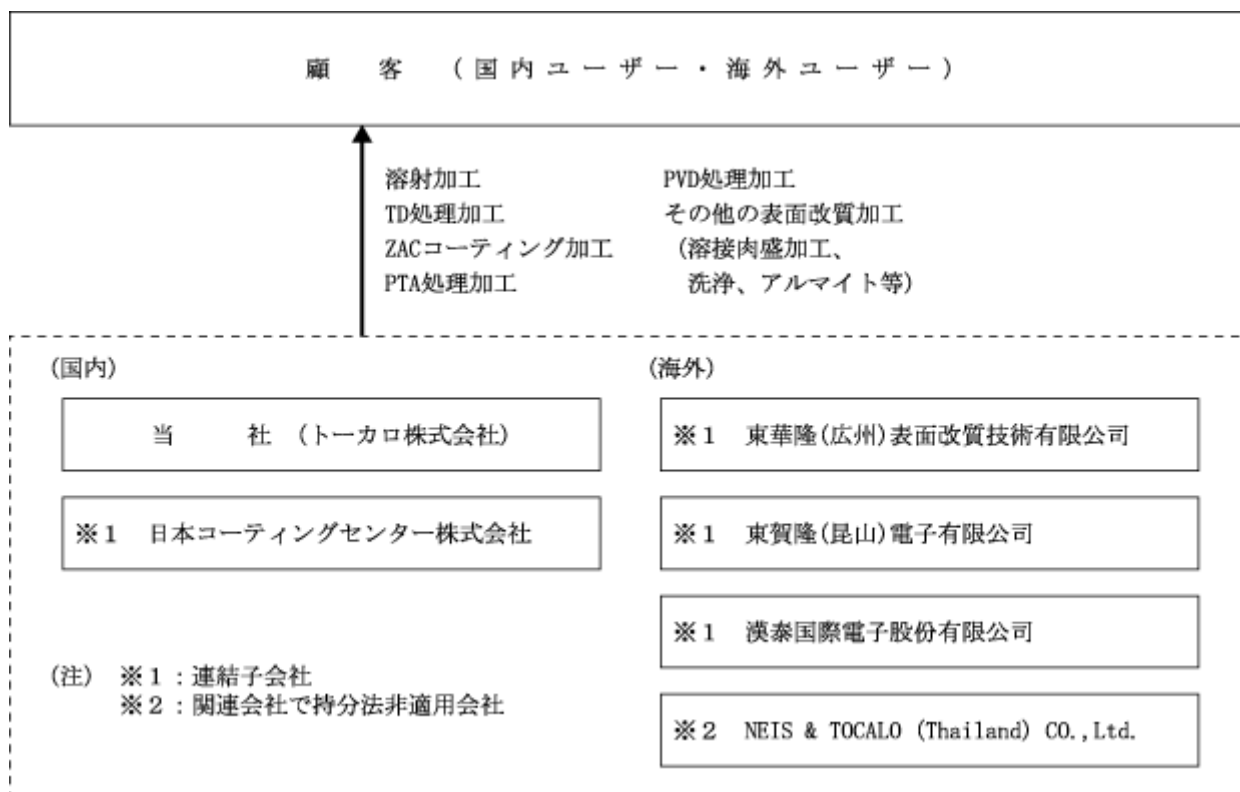 顧　客　（国内ユーザー・海外ユーザー）
溶射加工
TD処理加工
ZACコーティング加工
PTA処理加工
PVD処理加工
その他の表面改質加工
（溶接肉盛加工、
洗浄、アルマイト等）
（国内）
当　　社　（トーカロ株式会社）
※１　日本コーティングセンター株式会社
（注）　※１：連結子会社
※２：関連会社で持分法非適用会社
（海外）
※１　東華隆(広州)表面改質技術有限公司
※１　東賀隆(昆山)電子有限公司
※１　漢泰国際電子股份有限公司
※２　NEIS & TOCALO (Thailand) CO.,Ltd.